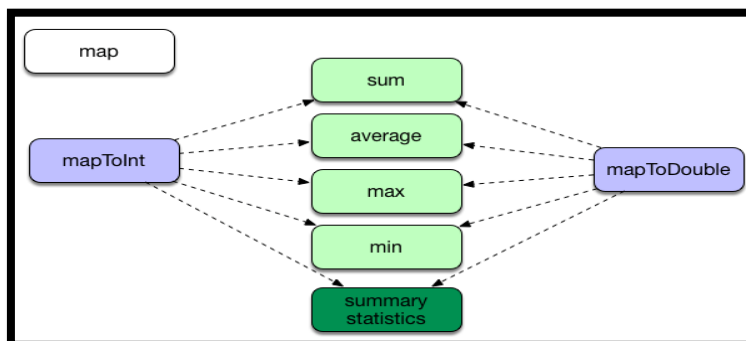 map
sum
average
mapToInt
mapToDouble
max
min
summary
statistics